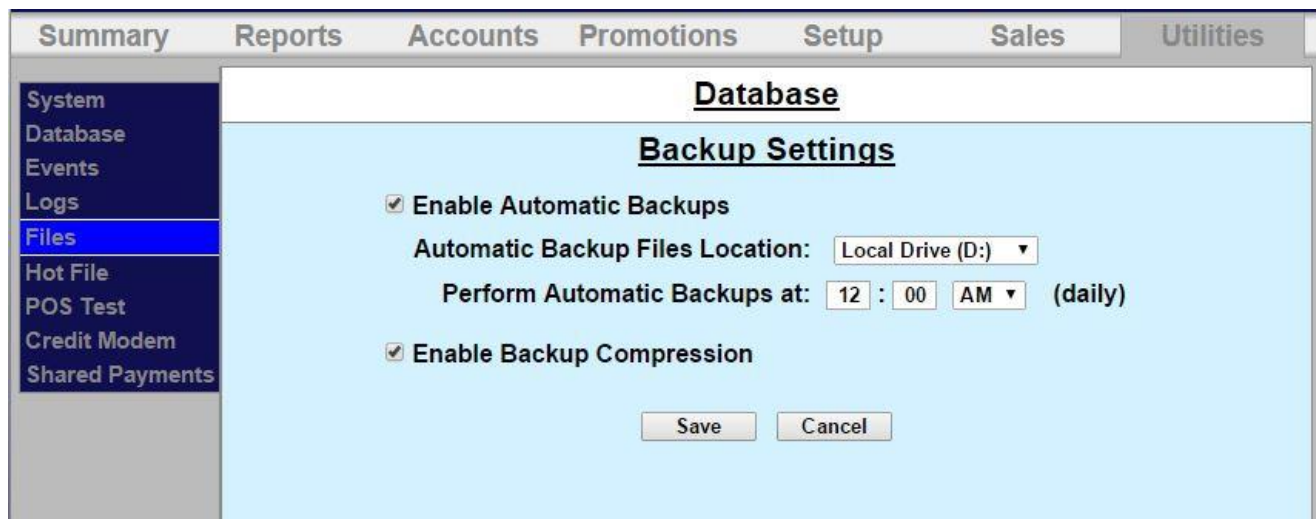 Summary Reports Accounts Promotions Setup Sales Utilities
System
Database
Events
Logs
Files
Hot File
POS Test
Credit Modem
Shared Payments
Database
Backup Settings
Enable Automatic Backups
Automatic Backup Files Location: Local Drive (D:)
Perform Automatic Backups at: 12 : 00 AM (daily)
Enable Backup Compression
Save Cancel